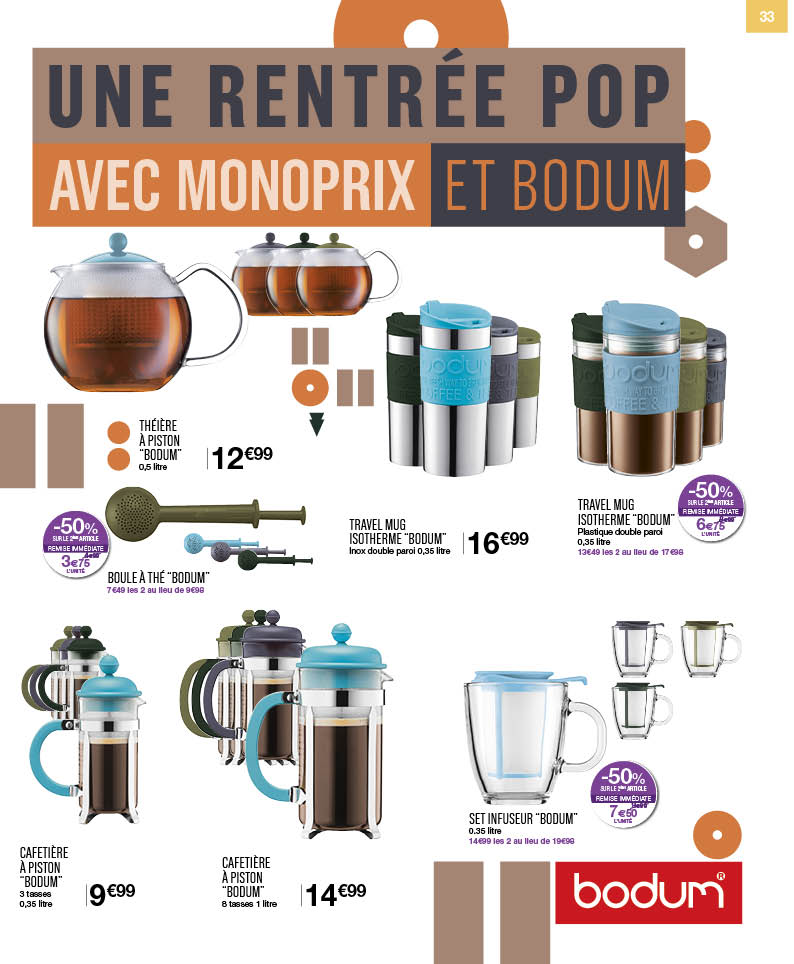 33
UNE RENTRÉE POP
AVEC MONOPRIX ET BODUM
THÉIÈRE
À PISTON
"BODUM"
0,5 litre
12€99
-50%
SUR LE 2ÈME ARTICLE
REMISE IMMÉDIATE
3€75
L'UNITÉ
BOULE À THÉ "BODUM"
7€49 les 2 au lieu de 9€98
TRAVEL MUG
ISOTHERME "BODUM"
Inox double paroi 0,35 litre
16€99
TRAVEL MUG
ISOTHERME "BODUM"
Plastique double paroi
0,35 litre
13€49 les 2 au lieu de 17€98
-50%
SUR LE 2ÈME ARTICLE
REMISE IMMÉDIATE
6€75
L'UNITÉ
bodum
bodum
CAFETIÈRE
À PISTON
"BODUM"
3 tasses
0,35 litre
9€99
CAFETIÈRE
À PISTON
"BODUM"
8 tasses 1 litre
14€99
SET INFUSEUR "BODUM"
0.35 litre
14€99 les 2 au lieu de 19€98
-50%
SUR LE 2ÈME ARTICLE
REMISE IMMÉDIATE
7€50
L'UNITÉ
bodum®